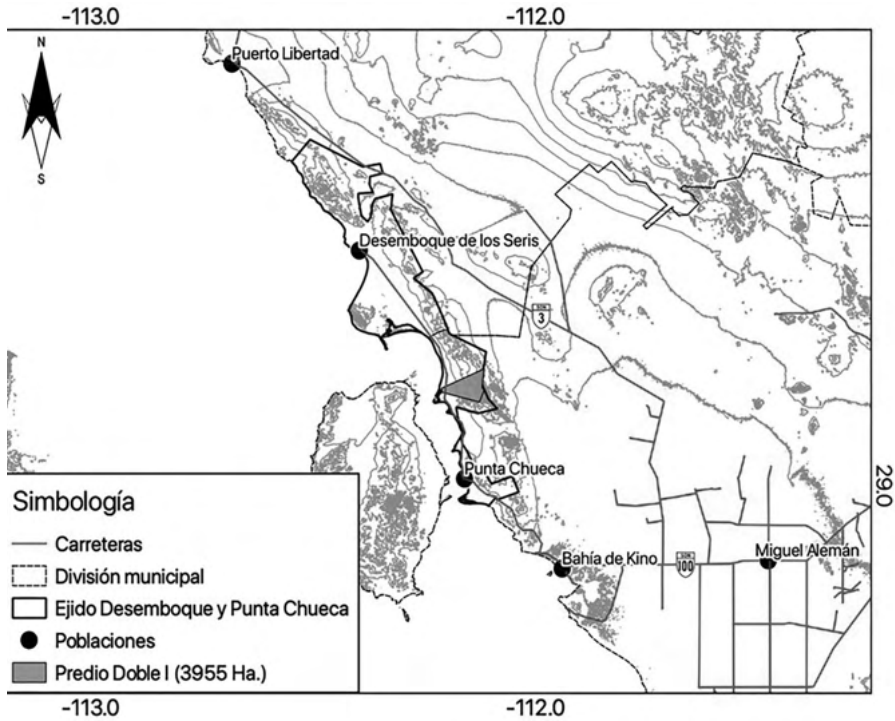 -113.0
-112.0
N
S
Puerto Libertad
Desemboque de los Seris
SON
3
Punta Chueca
29.0
Bahía de Kino
SON
100
Miguel Alemán
Simbología
Carreteras
División municipal
Ejido Desemboque y Punta Chueca
Poblaciones
Predio Doble I (3955 Ha.)
-113.0
-112.0